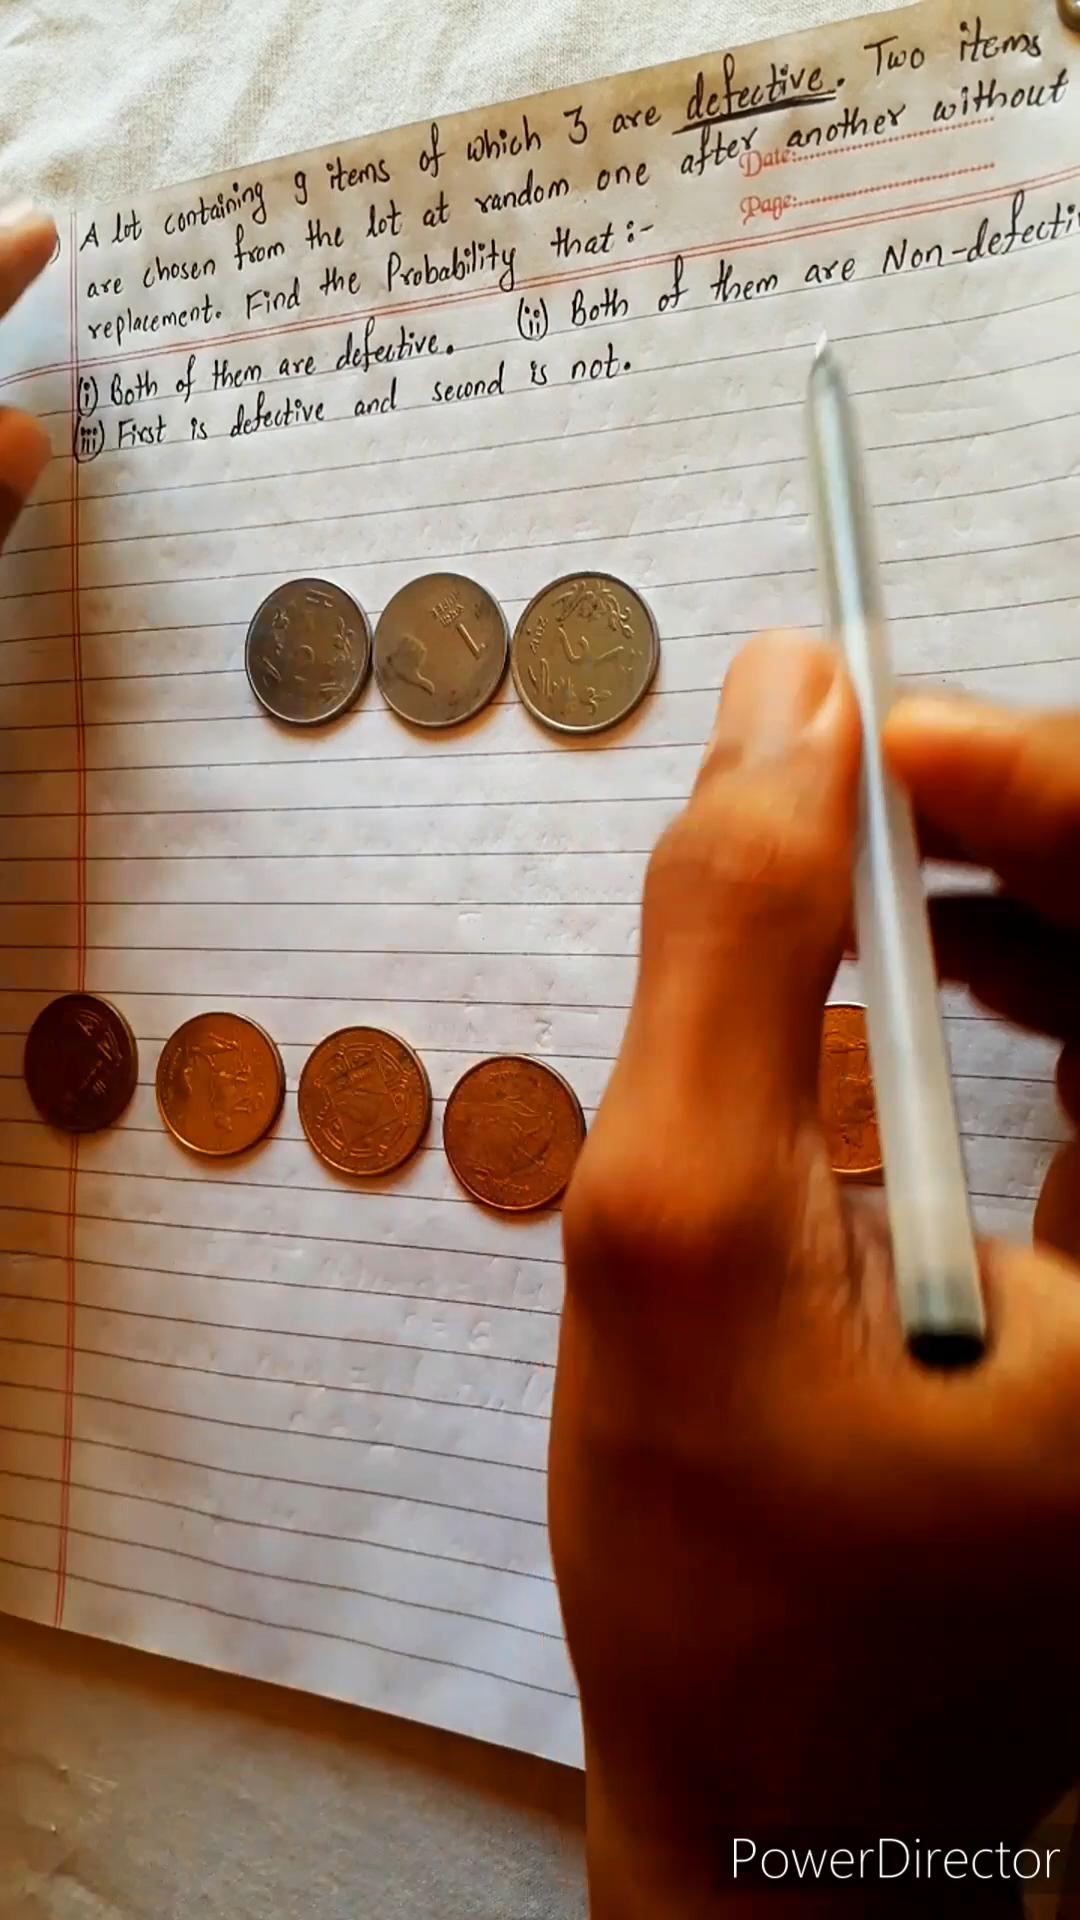 A lot containing 9 items of which 3 are defective. Two items
are chosen from the lot at random one after another without
replacement. Find the Probability that :-
(i) Both of them are defective. (ii) Both of them are Non-defecti
(iii) First is defective and second is not.
Date:
Page:
1
PowerDirector